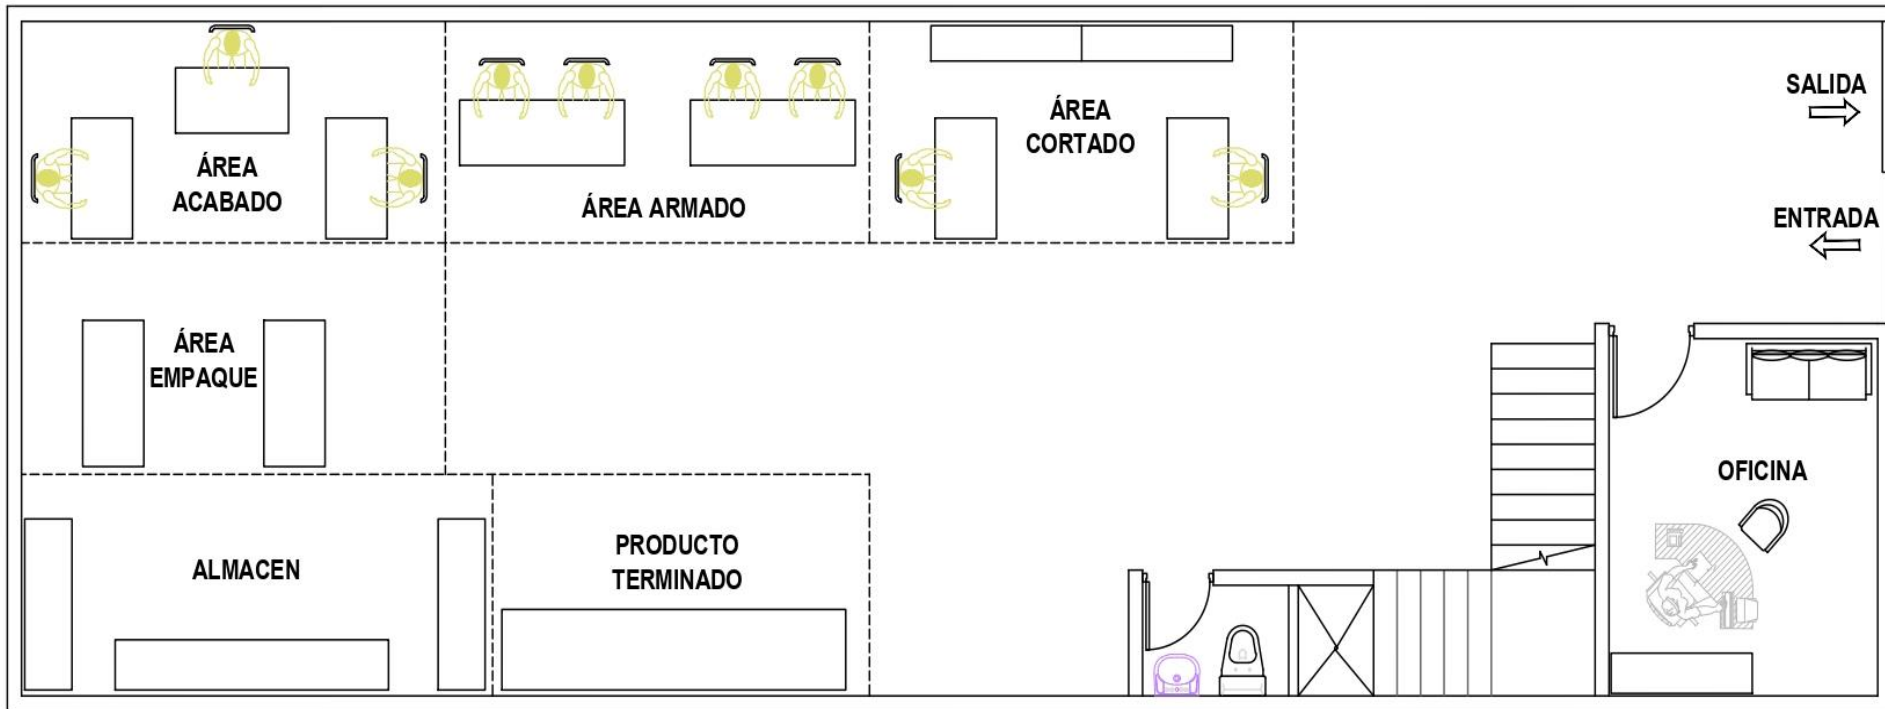 SALIDA
ÁREA
CORTADO
ÁREA
ACABADO
ÁREA ARMADO
ENTRADA
ÁREA
EMPAQUE
OFICINA
ALMACEN
PRODUCTO
TERMINADO